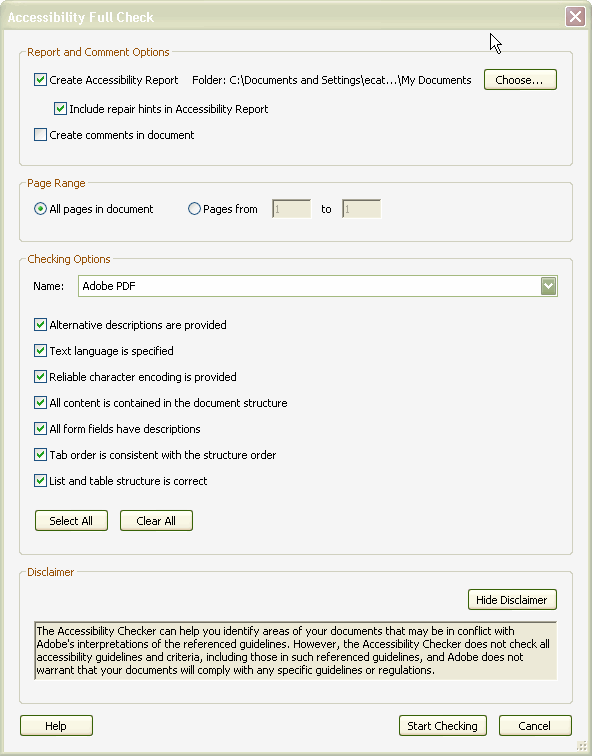 Accessibility Full Check
Report and Comment Options
Create Accessibility Report Folder: C:\Documents and Settings\ecat...\My Documents Choose...
Include repair hints in Accessibility Report
Create comments in document
Page Range
All pages in document Pages from 1 to 1
Checking Options
Name: Adobe PDF
Alternative descriptions are provided
Text language is specified
Reliable character encoding is provided
All content is contained in the document structure
All form fields have descriptions
Tab order is consistent with the structure order
List and table structure is correct
Select All Clear All
Disclaimer
Hide Disclaimer
The Accessibility Checker can help you identify areas of your documents that may be in conflict with
Adobe's interpretations of the referenced guidelines. However, the Accessibility Checker does not check all
accessibility guidelines and criteria, including those in such referenced guidelines, and Adobe does not
warrant that your documents will comply with any specific guidelines or regulations.
Help Start Checking Cancel